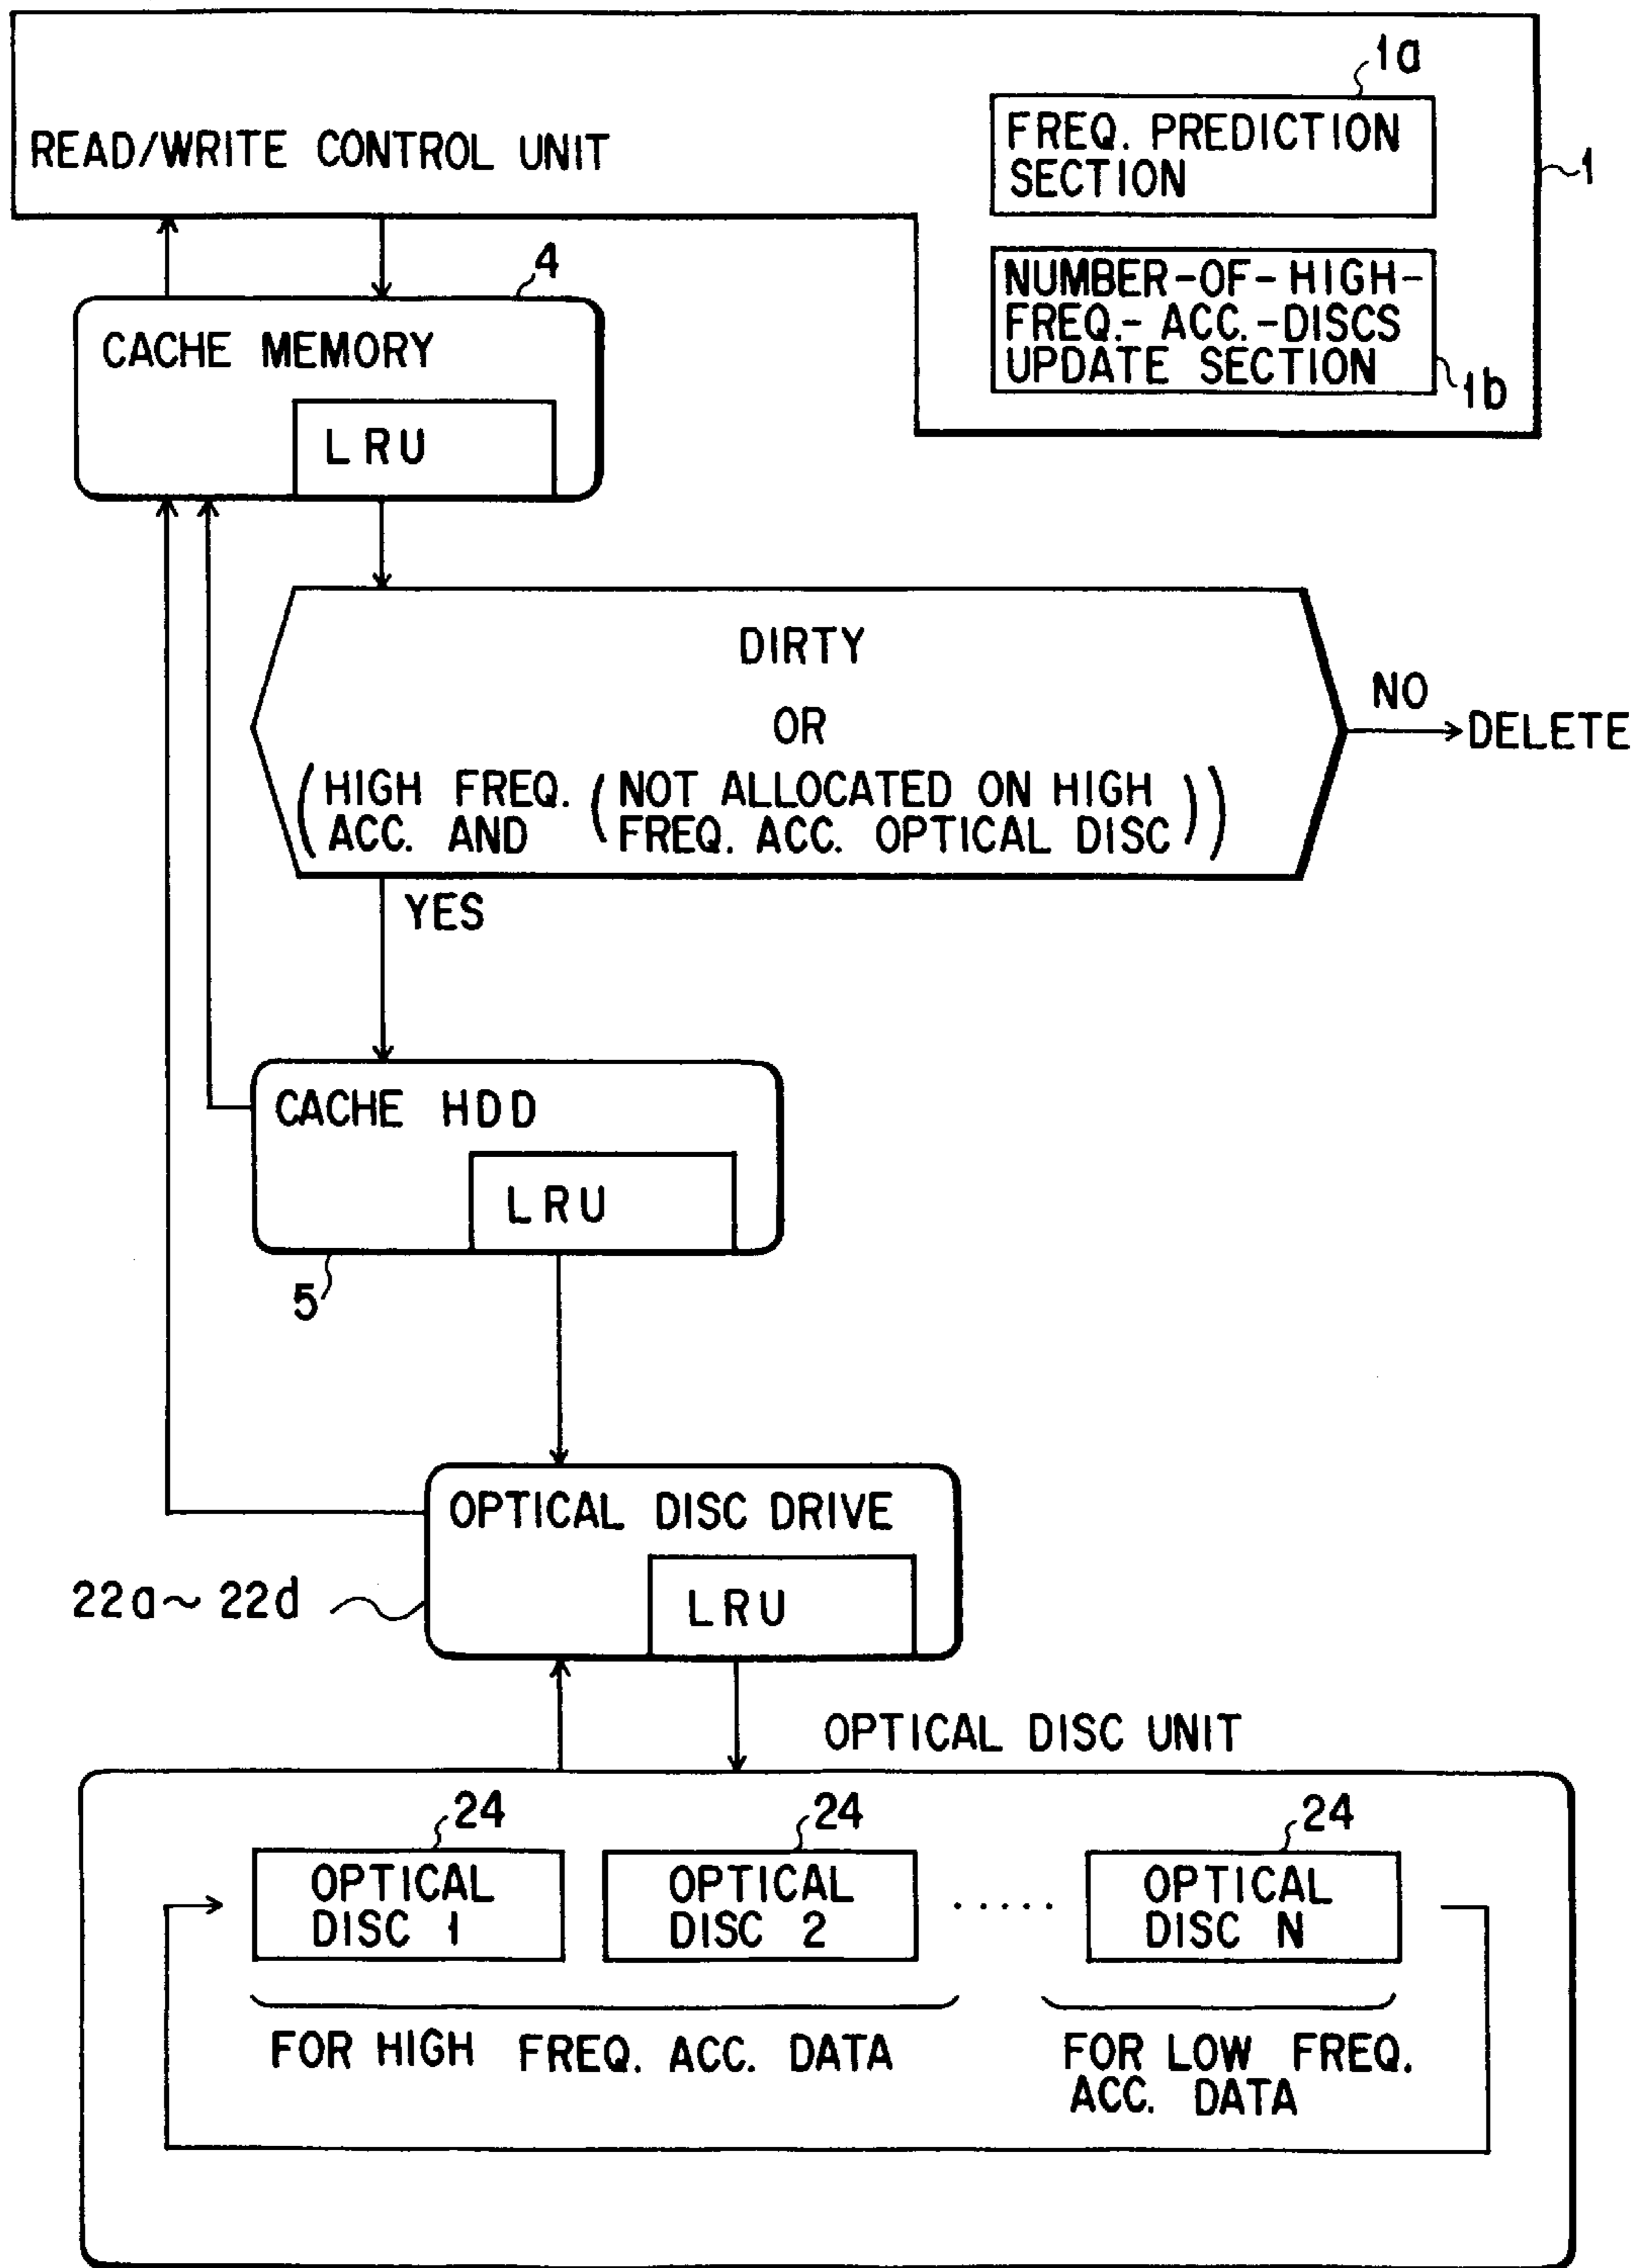 1a
FREQ. PREDICTION
SECTION
READ/WRITE CONTROL UNIT
1
NUMBER-OF-HIGH-
FREQ.-ACC.-DISCS
UPDATE SECTION
1b
4
CACHE MEMORY
LRU
DIRTY
OR
(HIGH FREQ. (NOT ALLOCATED ON HIGH
ACC. AND FREQ. ACC. OPTICAL DISC))
NO
DELETE
YES
CACHE HDD
LRU
5
OPTICAL DISC DRIVE
LRU
22a~22d
OPTICAL DISC UNIT
24 24 24
OPTICAL
DISC 1
OPTICAL
DISC 2
.....
OPTICAL
DISC N
FOR HIGH FREQ. ACC. DATA
FOR LOW FREQ.
ACC. DATA